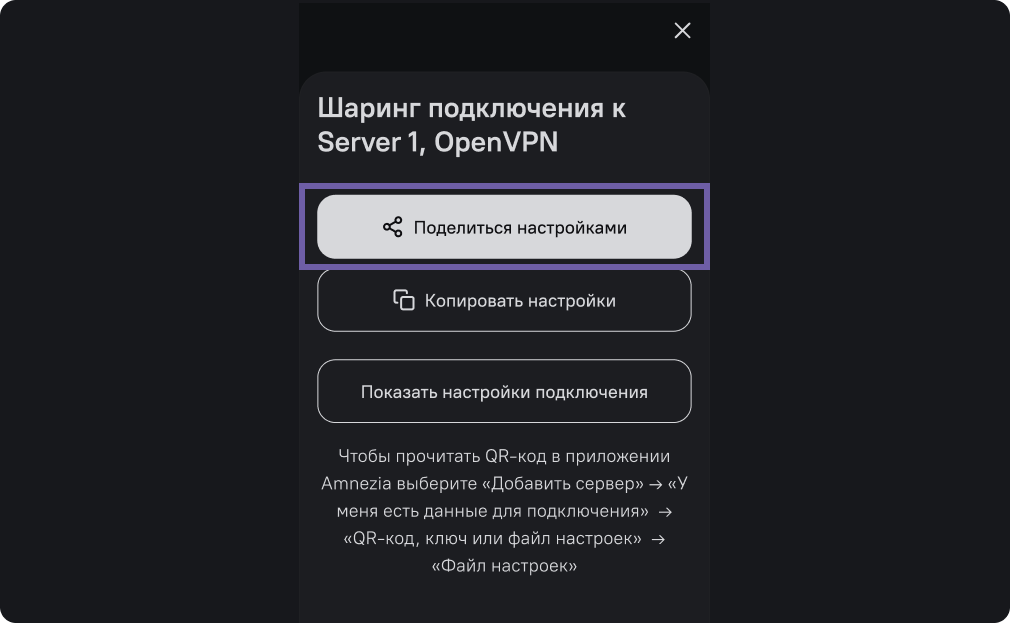 Шаринг подключения к
Server 1, OpenVPN
Поделиться настройками
Копировать настройки
Показать настройки подключения
Чтобы прочитать QR-код в приложении
Amnezia выберите «Добавить сервер» → «У
меня есть данные для подключения» →
«QR-код, ключ или файл настроек» →
«Файл настроек»